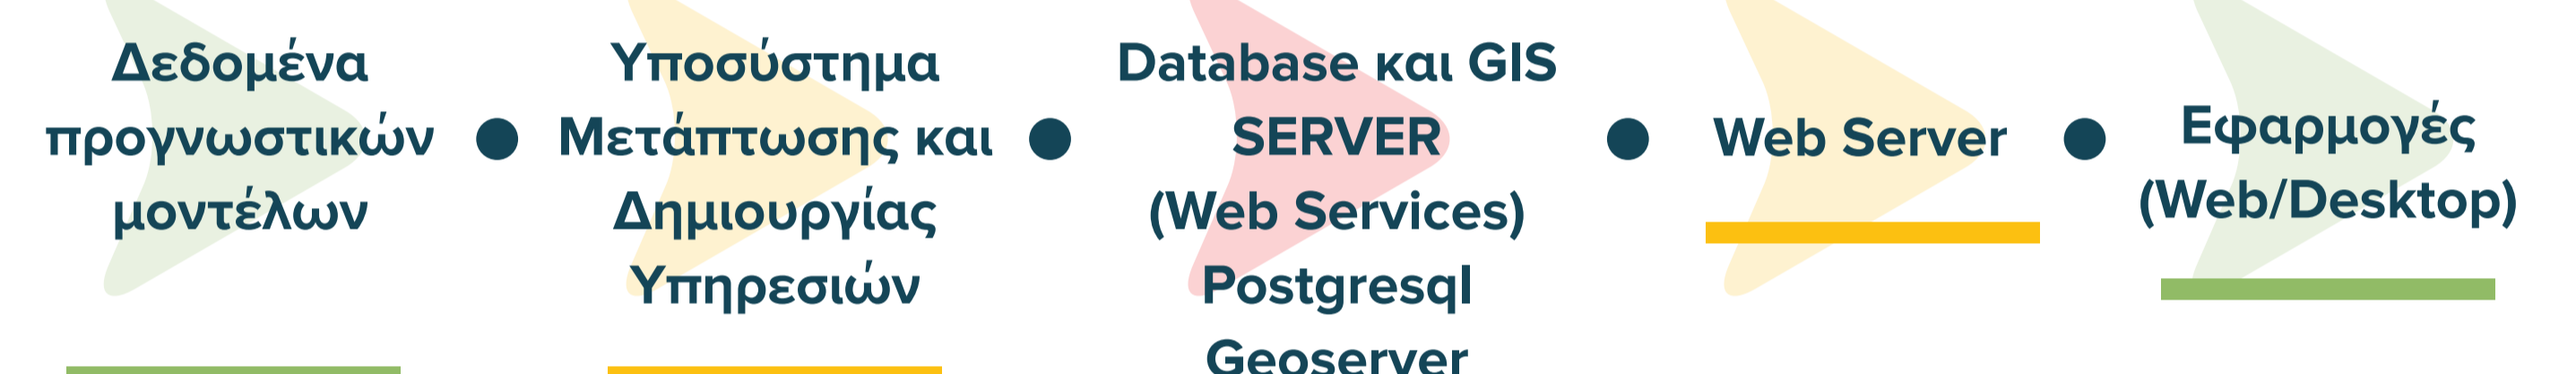 Δεδομένα
προγνωστικών
μοντέλων
Υποσύστημα
Μετάπτωσης και
Δημιουργίας
Υπηρεσιών
Database και GIS
SERVER
(Web Services)
Postgresql
Geoserver
Web Server
Εφαρμογές
(Web/Desktop)